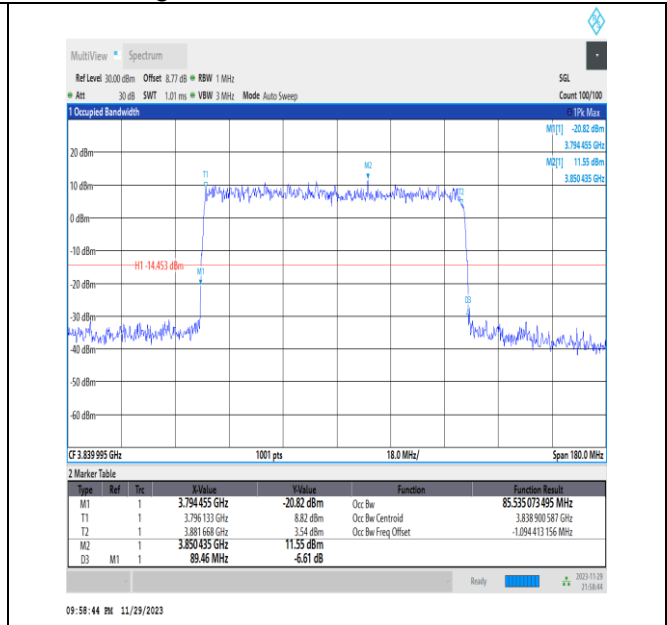 MultiView Spectrum
Ref Level 30.00 dBm Offset 8.77 dB RBW 1 MHz SGL
Att 30 dB SWT 1.01 ms VBW 3 MHz Mode Auto Sweep Count 100/100
1 Occupied Bandwidth 1Pk Max
M1[1] -20.82 dBm
3.794 455 GHz
M2[1] 11.55 dBm
3.850 435 GHz
20 dBm
M2
T1
10 dBm
T2
0 dBm
-10 dBm
H1 -14.453 dBm
M1
-20 dBm
D3
-30 dBm
-40 dBm
-50 dBm
-60 dBm
CF 3.839 995 GHz 1001 pts 18.0 MHz/ Span 180.0 MHz
2 Marker Table
Type Ref Trc X-Value Y-Value Function Function Result
M1 1 3.794 455 GHz -20.82 dBm Occ Bw 85.535 073 495 MHz
T1 1 3.796 133 GHz 8.82 dBm Occ Bw Centroid 3.838 900 587 GHz
T2 1 3.881 668 GHz 3.54 dBm Occ Bw Freq Offset -1.094 413 156 MHz
M2 1 3.850 435 GHz 11.55 dBm
D3 M1 1 89.46 MHz -6.61 dB
Ready 2023-11-29
21:58:44
09:58:44 PM 11/29/2023